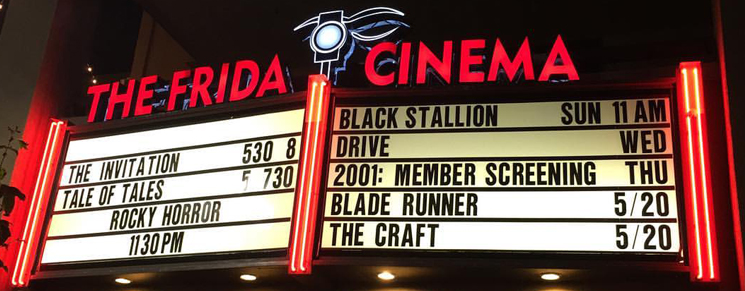 THE FRIDA CINEMA
THE INVITATION 530 8
TALE OF TALES 5 730
ROCKY HORROR
1130PM
BLACK STALLION SUN 11 AM
DRIVE WED
2001: MEMBER SCREENING THU
BLADE RUNNER 5/20
THE CRAFT 5/20